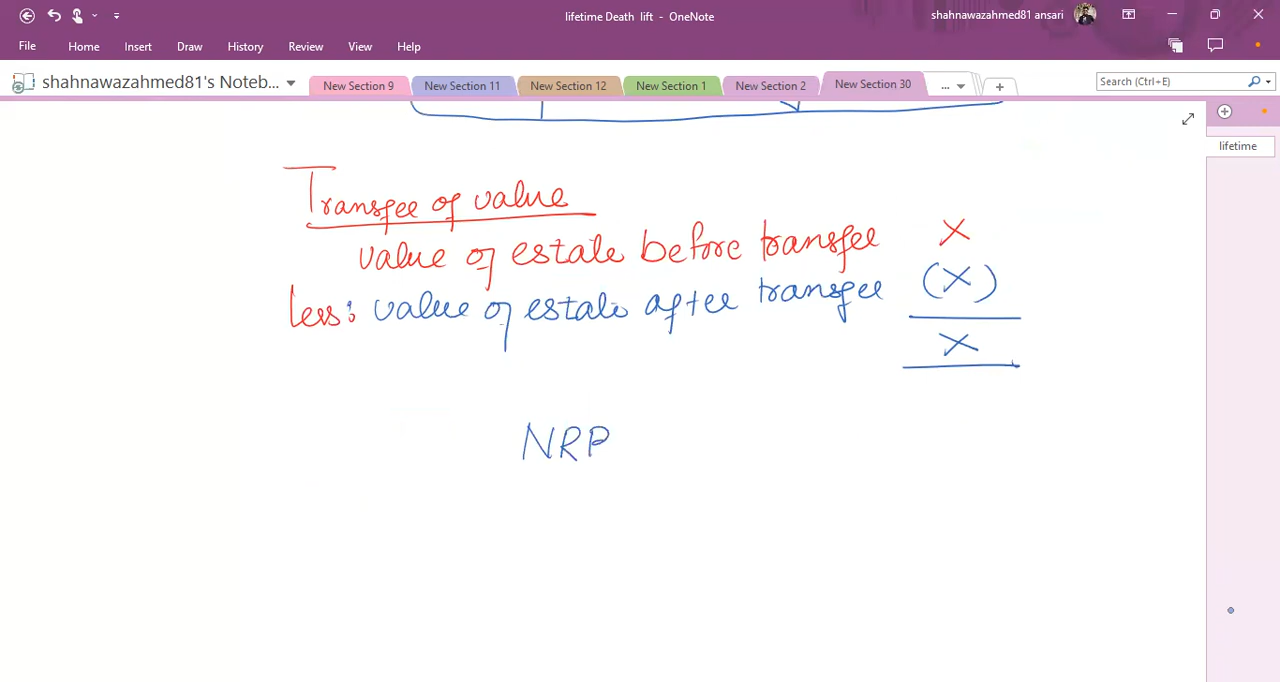 lifetime Death lift - OneNote
shahnawazahmed81 ansari
File Home Insert Draw History Review View Help
shahnawazahmed81's Noteb...
New Section 9 New Section 11 New Section 12 New Section 1 New Section 2 New Section 30 ...
Search (Ctrl+E)
lifetime
Transfer of value
value of estate before transfer X
less: value of estate after transfer (X)
X
NRP